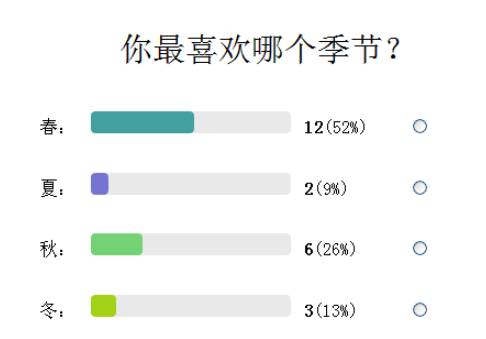 你最喜欢哪个季节？
春： 12(52%)
夏： 2(9%)
秋： 6(26%)
冬： 3(13%)